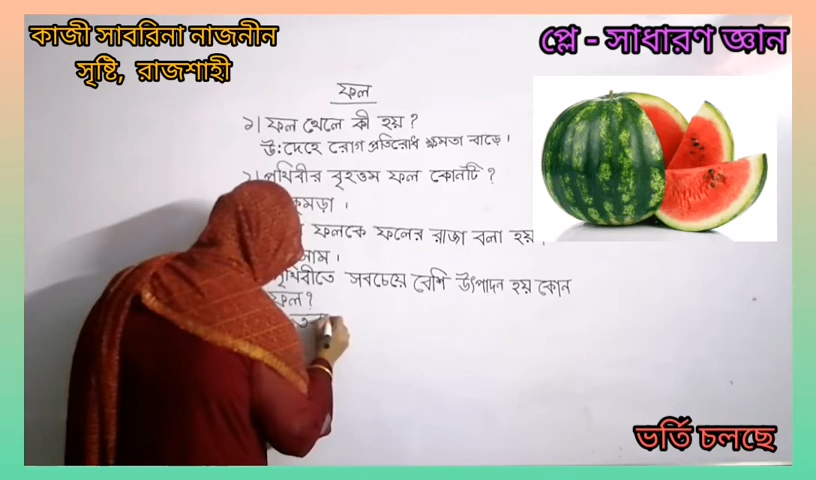 কাজী সাবরিনা নাজনীন
সৃষ্টি, রাজশাহী
প্লে - সাধারণ জ্ঞান
ফল
১। ফল খেলে কী হয় ?
উ: দেহে রোগ প্রতিরোধ ক্ষমতা বাড়ে ।
২। পৃথিবীর বৃহত্তম ফল কোনটি ?
কুমড়া ।
ফলকে ফলের রাজা বলা হয় ?
আম ।
পৃথিবীতে সবচেয়ে বেশি উৎপাদন হয় কোন
ফল ?
ভর্তি চলছে